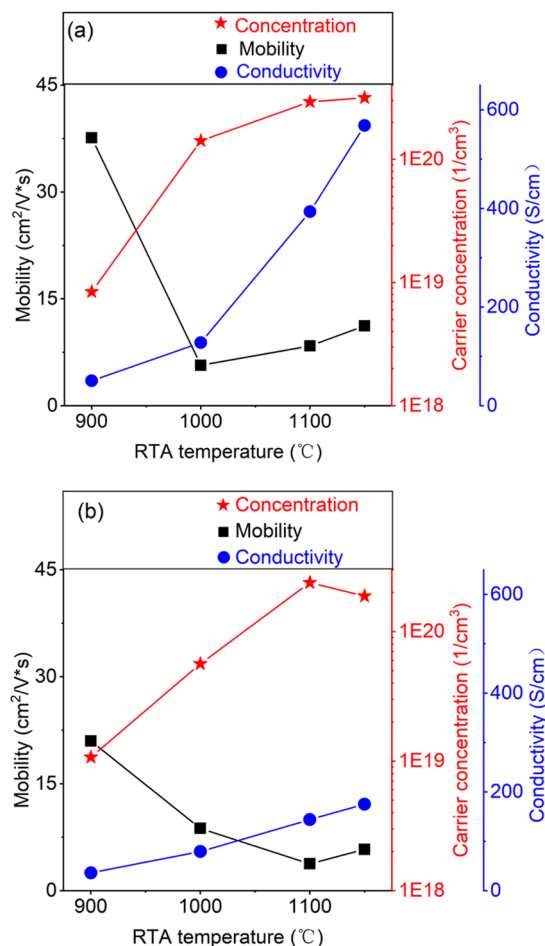 (a)
Concentration
Mobility
Conductivity
45
30
15
0
Mobility (cm²/V*s)
1E20
1E19
1E18
Carrier concentration (1/cm³)
600
400
200
0
Conductivity (S/cm)
900 1000 1100
RTA temperature (℃)
(b)
Concentration
Mobility
Conductivity
45
30
15
0
Mobility (cm²/V*s)
1E20
1E19
1E18
Carrier concentration (1/cm³)
600
400
200
0
Conductivity (S/cm)
900 1000 1100
RTA temperature (℃)